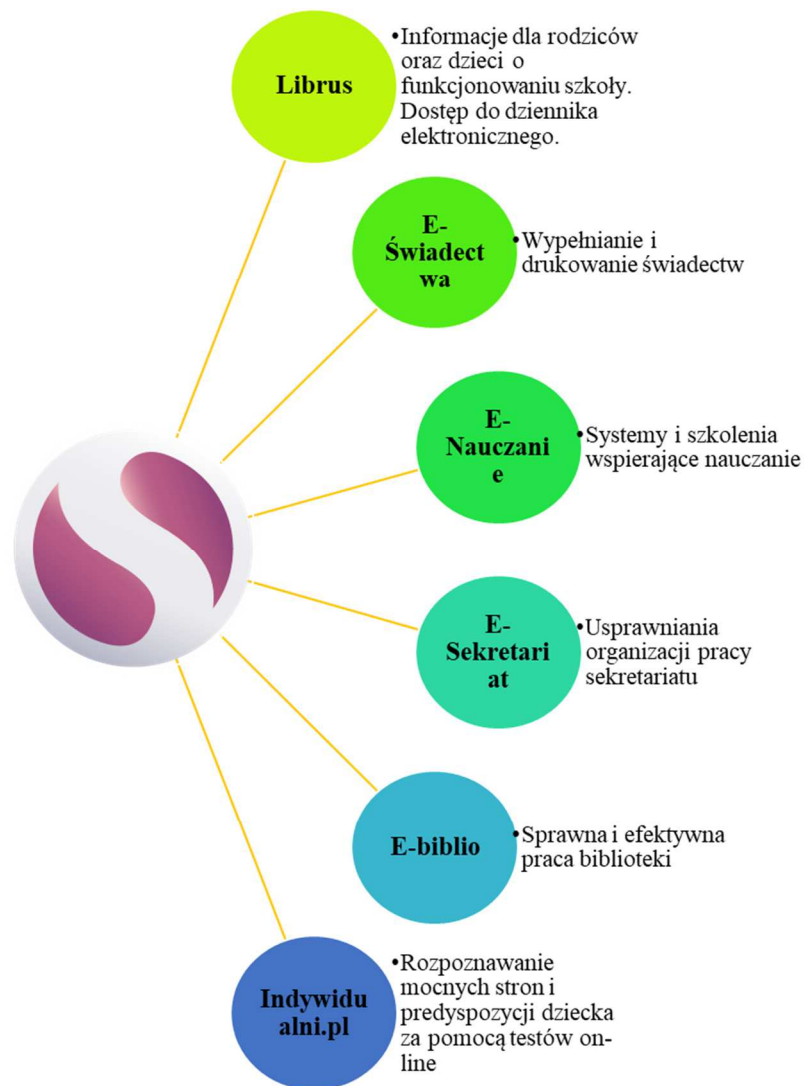 Librus
•Informacje dla rodziców
oraz dzieci o
funkcjonowaniu szkoły.
Dostęp do dziennika
elektronicznego.
E-
Świadect
wa
•Wypełnianie i
drukowanie świadectw
E-
Nauczani
e
•Systemy i szkolenia
wspierające nauczanie
E-
Sekretari
at
•Usprawniania
organizacji pracy
sekretariatu
E-biblio
•Sprawna i efektywna
praca biblioteki
Indywidu
alni.pl
•Rozpoznawanie
mocnych stron i
predyspozycji dziecka
za pomocą testów on-
line